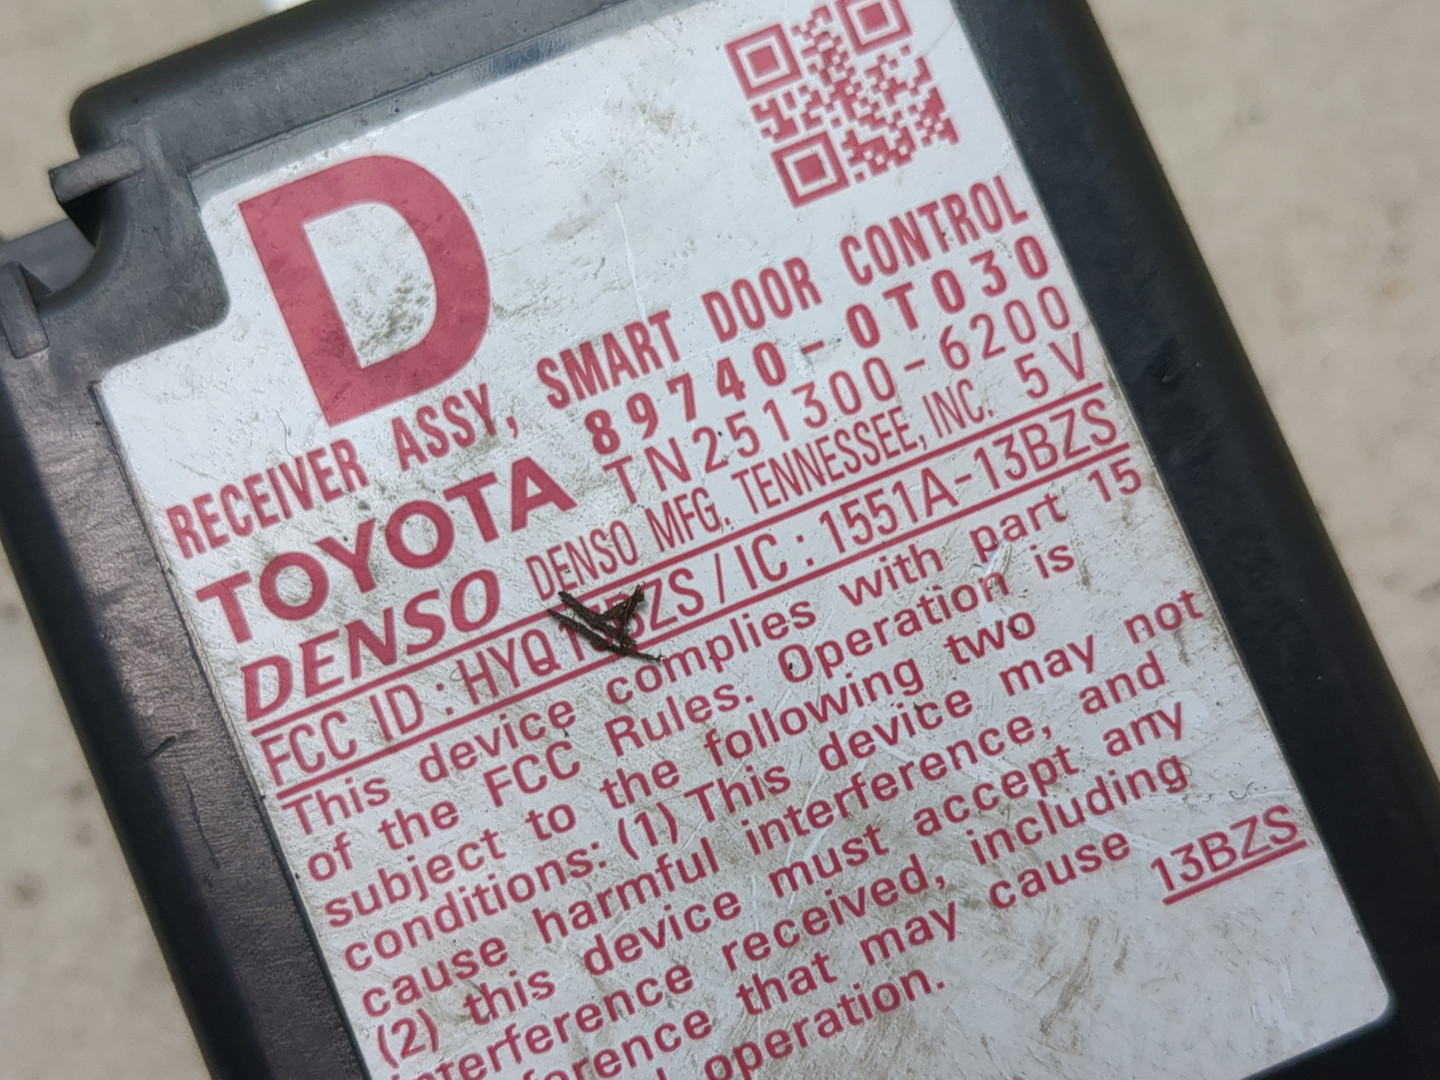 D
RECEIVER ASSY, SMART DOOR CONTROL
TOYOTA 89740-0T030
TN251300-6200
DENSO DENSO MFG. TENNESSEE, INC. 5V
FCC ID : / IC : 1551A-13BZS
This device complies with part 15
of the FCC Rules. Operation is
subject to the following two
conditions: (1) This device may not
cause harmful interference, and
(2) this device must accept any
interference received, including
that may cause
operation.
13BZS